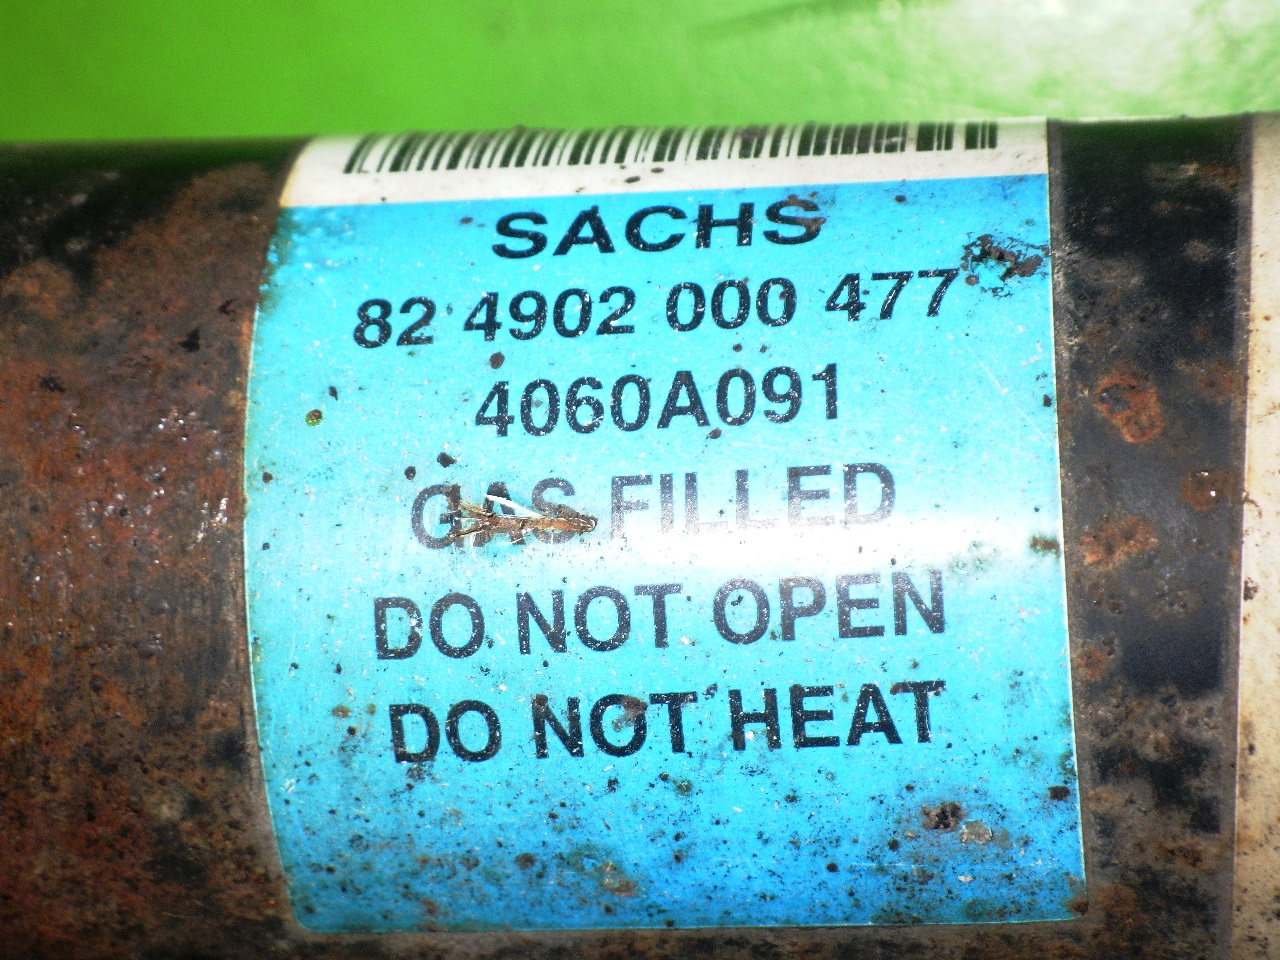 SACHS
82 4902 000 477
4060A091
GAS FILLED
DO NOT OPEN
DO NOT HEAT